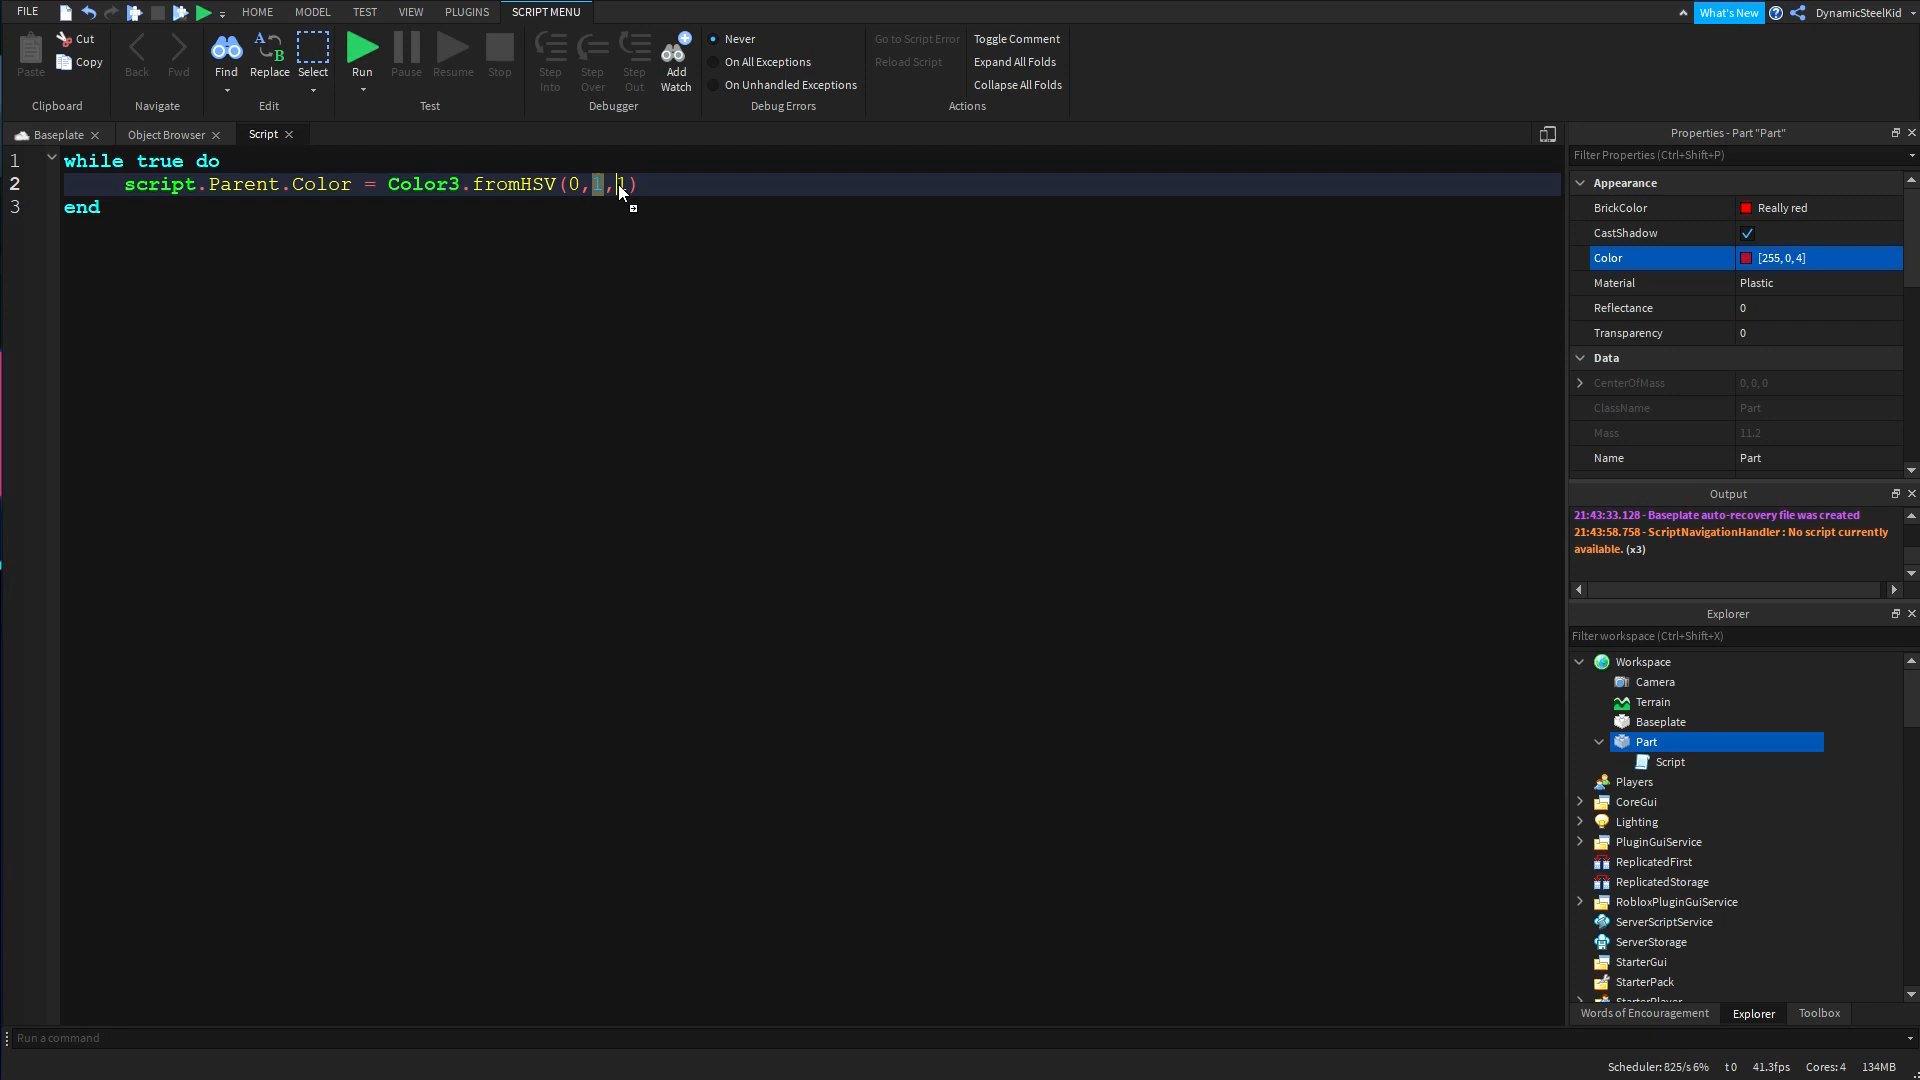 FILE HOME MODEL TEST VIEW PLUGINS SCRIPT MENU What's New DynamicSteelKid
Paste Cut Copy Back Fwd Find Replace Select Run Pause Resume Stop Step Into Step Over Step Out Add Watch
Never
On All Exceptions
On Unhandled Exceptions
Go to Script Error
Reload Script
Toggle Comment
Expand All Folds
Collapse All Folds
Clipboard Navigate Edit Test Debugger Debug Errors Actions
Baseplate Object Browser Script
1 while true do
2 script.Parent.Color = Color3.fromHSV(0,1,1)
3 end
Properties - Part "Part"
Filter Properties (Ctrl+Shift+P)
Appearance
BrickColor Really red
CastShadow
Color [255, 0, 4]
Material Plastic
Reflectance 0
Transparency 0
Data
CenterOfMass 0, 0, 0
ClassName Part
Mass 11.2
Name Part
Output
21:43:33.128 - Baseplate auto-recovery file was created
21:43:58.758 - ScriptNavigationHandler : No script currently
available. (x3)
Explorer
Filter workspace (Ctrl+Shift+X)
Workspace
Camera
Terrain
Baseplate
Part
Script
Players
CoreGui
Lighting
PluginGuiService
ReplicatedFirst
ReplicatedStorage
RobloxPluginGuiService
ServerScriptService
ServerStorage
StarterGui
StarterPack
StarterPlayer
Words of Encouragement Explorer Toolbox
Run a command
Scheduler: 825/s 6% t 0 41.3fps Cores: 4 134MB